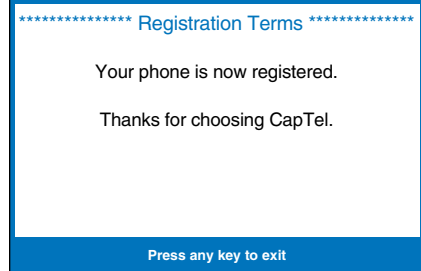 *************** Registration Terms **************
Your phone is now registered.
Thanks for choosing CapTel.
Press any key to exit